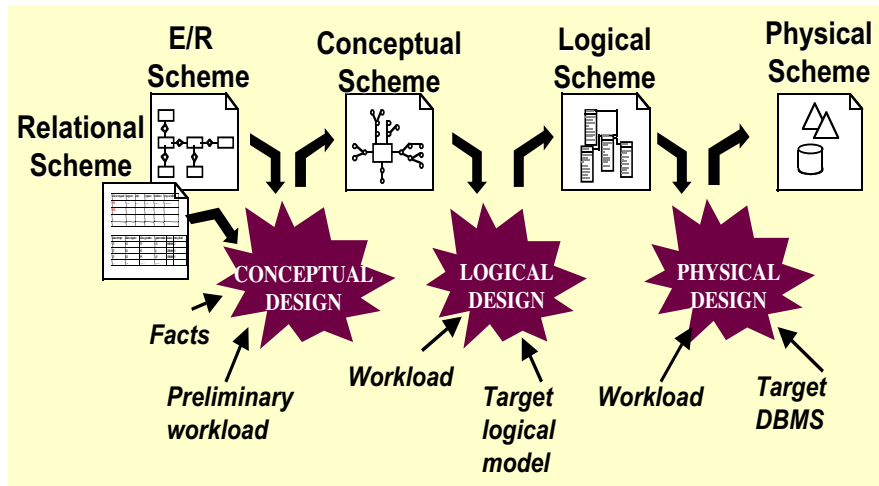 E/R
Scheme
Conceptual
Scheme
Logical
Scheme
Physical
Scheme
Relational
Scheme
CONCEPTUAL
DESIGN
LOGICAL
DESIGN
PHYSICAL
DESIGN
Facts
Preliminary
workload
Workload
Target
logical
model
Workload
Target
DBMS